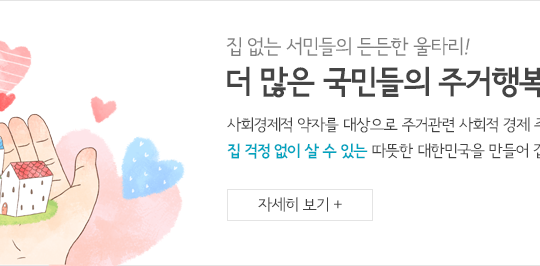 집 없는 서민들의 든든한 울타리!
더 많은 국민들의 주거행복
사회경제적 약자를 대상으로 주거관련 사회적 경제
집 걱정 없이 살 수 있는 따뜻한 대한민국을 만들어
자세히 보기 +